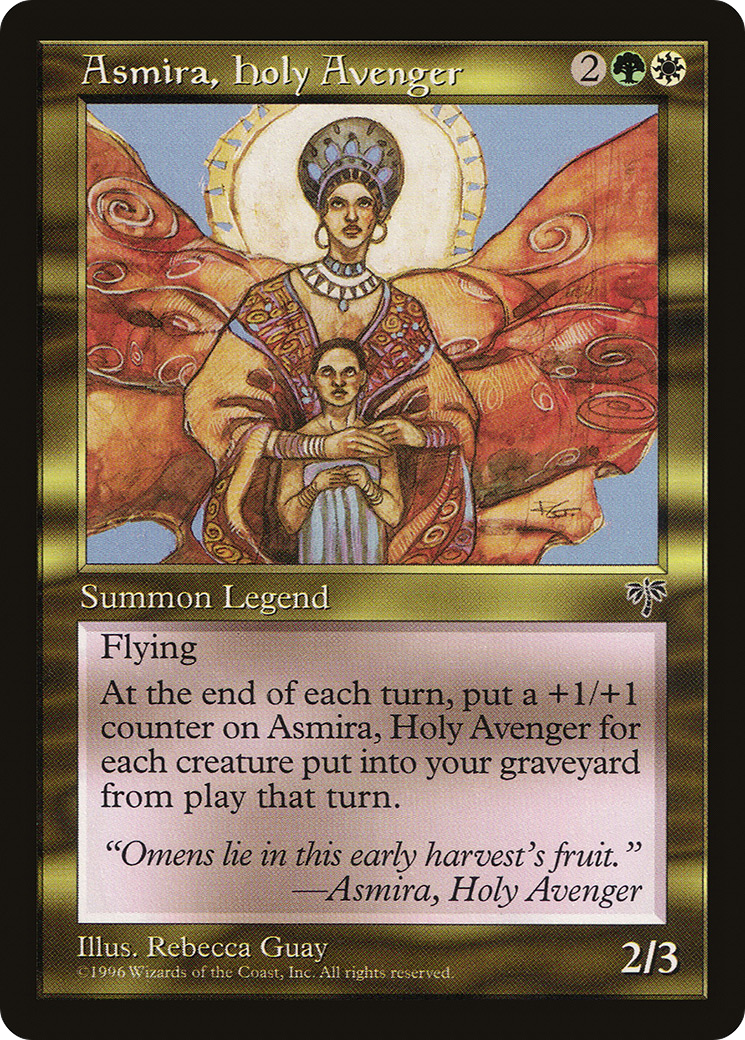 Asmira, Holy Avenger 2
Summon Legend
Flying
At the end of each turn, put a +1/+1
counter on Asmira, Holy Avenger for
each creature put into your graveyard
from play that turn.
“Omens lie in this early harvest’s fruit.”
—Asmira, Holy Avenger
Illus. Rebecca Guay
©1996 Wizards of the Coast, Inc. All rights reserved.
2/3